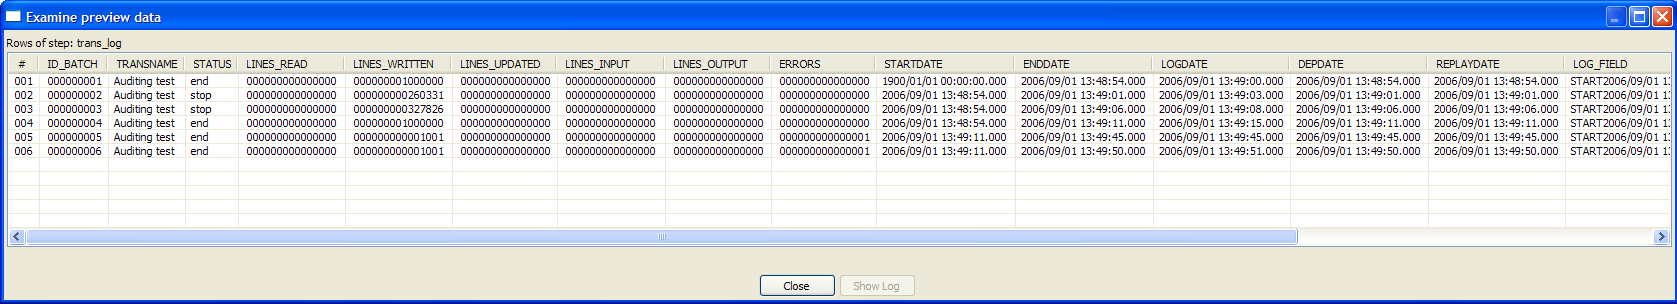 Examine preview data
Rows of step: trans_log
# ID_BATCH TRANSNAME STATUS LINES_READ LINES_WRITTEN LINES_UPDATED LINES_INPUT LINES_OUTPUT ERRORS STARTDATE ENDDATE LOGDATE DEPDATE REPLAYDATE LOG_FIELD
001 000000001 Auditing test end 000000000000000 000000001000000 000000000000000 000000000000000 000000000000000 000000000000000 1900/01/01 00:00:00.000 2006/09/01 13:48:54.000 2006/09/01 13:49:00.000 2006/09/01 13:48:54.000 2006/09/01 13:48:54.000 START2006/09/01 13
002 000000002 Auditing test stop 000000000000000 000000000260331 000000000000000 000000000000000 000000000000000 000000000000000 2006/09/01 13:48:54.000 2006/09/01 13:49:01.000 2006/09/01 13:49:03.000 2006/09/01 13:49:01.000 2006/09/01 13:49:01.000 START2006/09/01 13
003 000000003 Auditing test stop 000000000000000 000000000327826 000000000000000 000000000000000 000000000000000 000000000000000 2006/09/01 13:48:54.000 2006/09/01 13:49:06.000 2006/09/01 13:49:08.000 2006/09/01 13:49:06.000 2006/09/01 13:49:06.000 START2006/09/01 13
004 000000004 Auditing test end 000000000000000 000000001000000 000000000000000 000000000000000 000000000000000 000000000000000 2006/09/01 13:48:54.000 2006/09/01 13:49:11.000 2006/09/01 13:49:15.000 2006/09/01 13:49:11.000 2006/09/01 13:49:11.000 START2006/09/01 13
005 000000005 Auditing test end 000000000000000 000000000001001 000000000000000 000000000000000 000000000000000 000000000000001 2006/09/01 13:49:11.000 2006/09/01 13:49:45.000 2006/09/01 13:49:45.000 2006/09/01 13:49:45.000 2006/09/01 13:49:45.000 START2006/09/01 13
006 000000006 Auditing test end 000000000000000 000000000001001 000000000000000 000000000000000 000000000000000 000000000000001 2006/09/01 13:49:11.000 2006/09/01 13:49:50.000 2006/09/01 13:49:51.000 2006/09/01 13:49:50.000 2006/09/01 13:49:50.000 START2006/09/01 13
Close Show Log